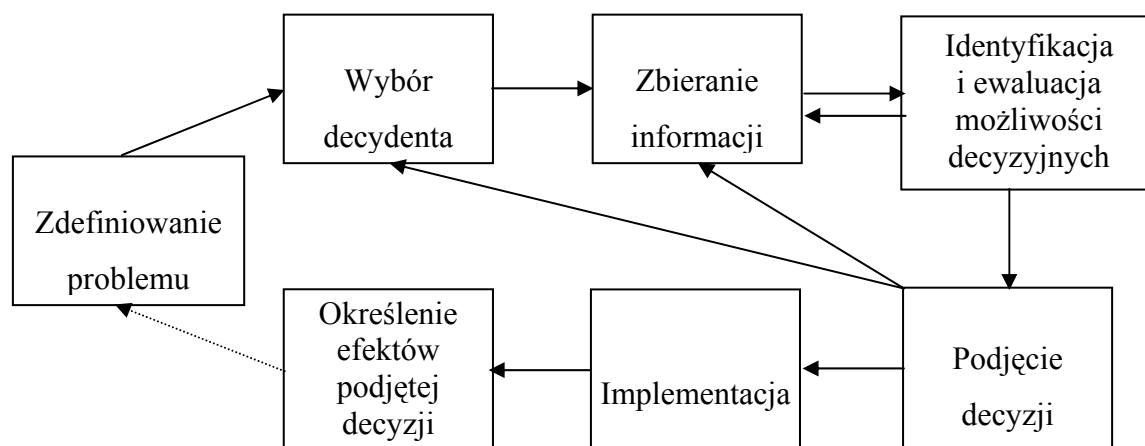 Wybór
decydenta
Zbieranie
informacji
Identyfikacja
i ewaluacja
możliwości
decyzyjnych
Zdefiniowanie
problemu
Określenie
efektów
podjętej
decyzji
Implementacja
Podjęcie
decyzji